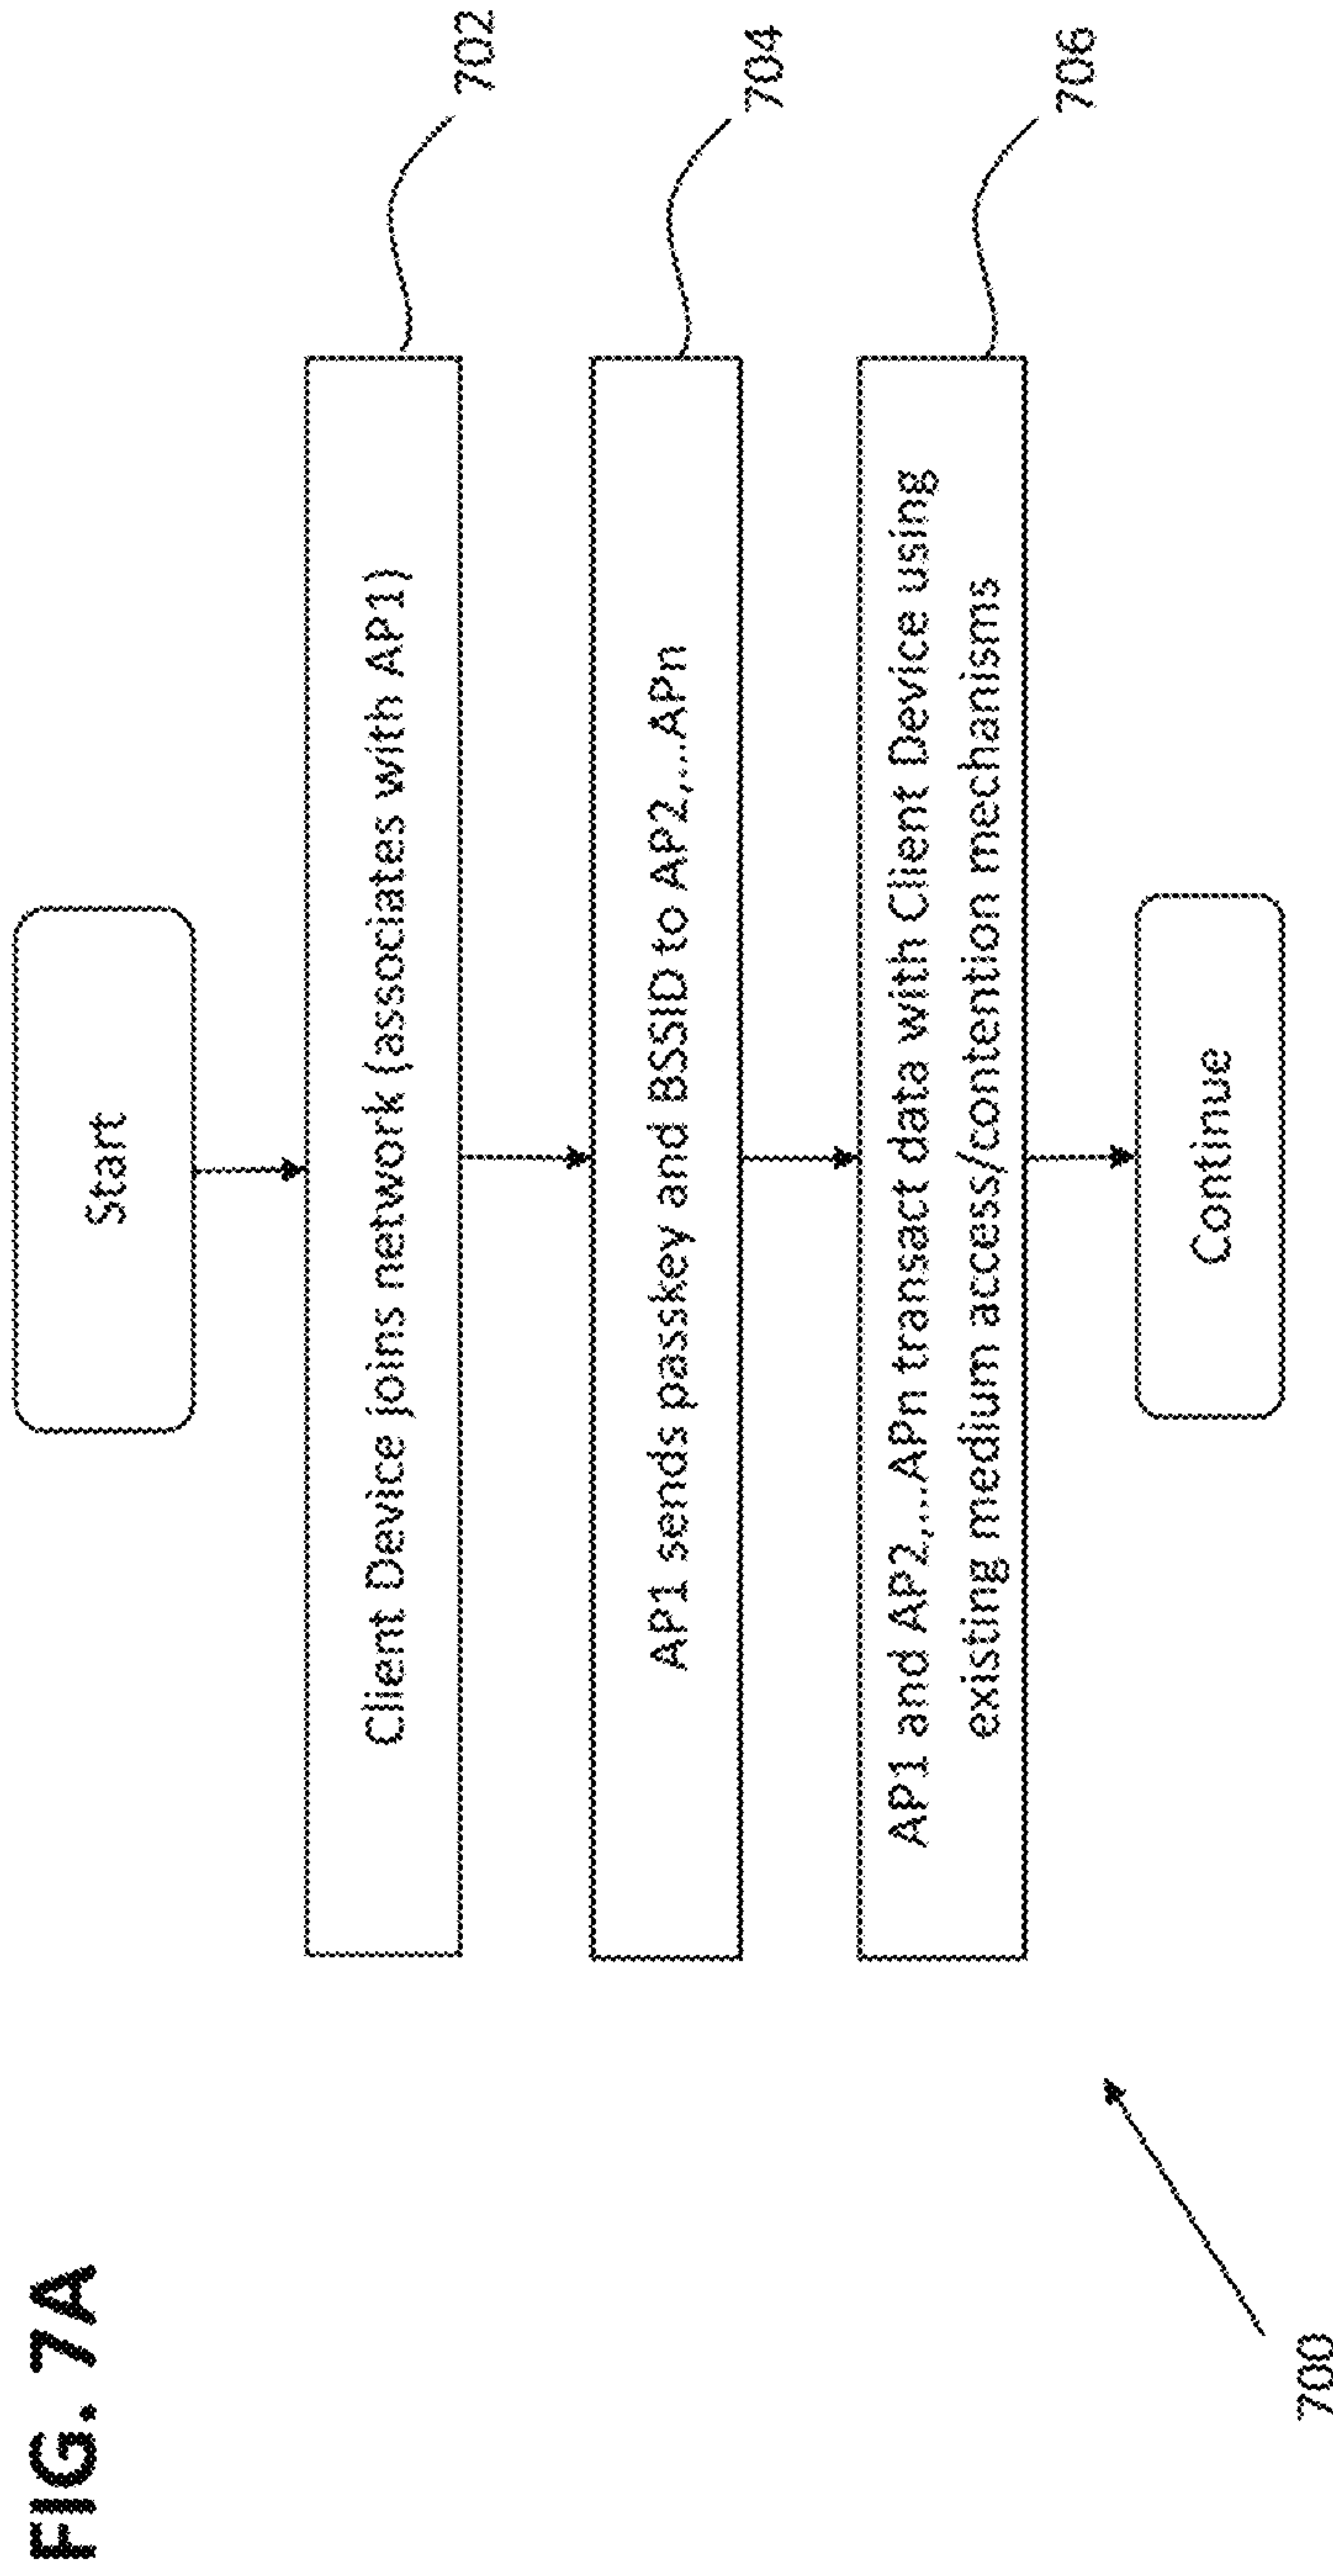 FIG. 7A
Start
Client Device joins network (associates with AP1)
702
AP1 sends passkey and BSSID to AP2,...APn
704
AP1 and AP2,...APn transact data with Client Device using
existing medium access/contention mechanisms
706
Continue
700